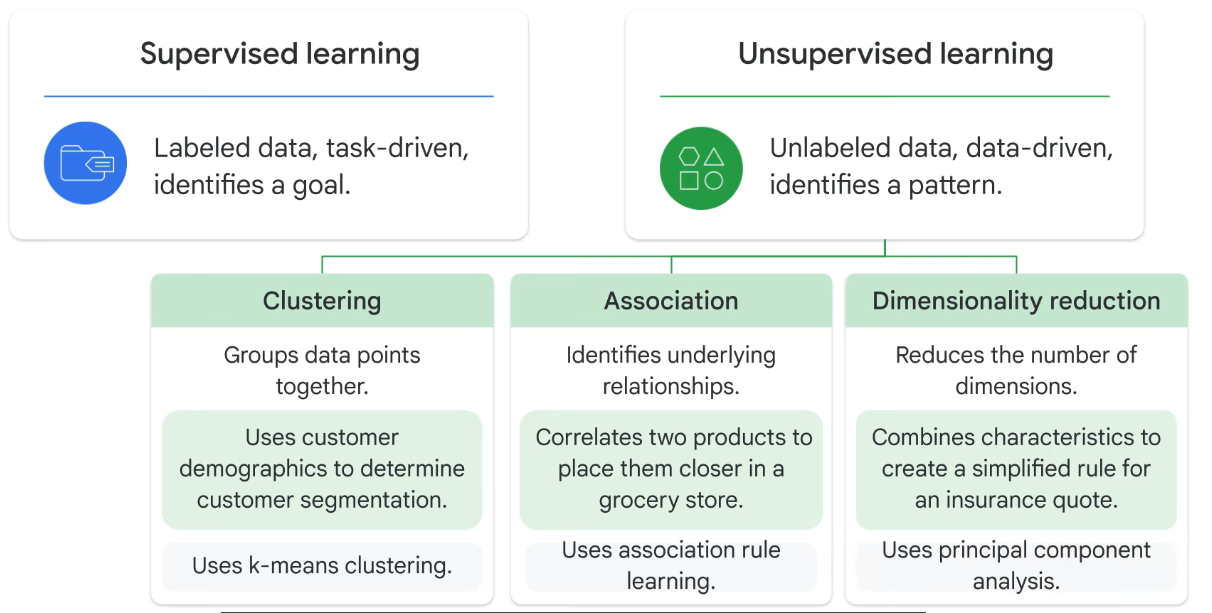 Supervised learning
Labeled data, task-driven,
identifies a goal.
Unsupervised learning
Unlabeled data, data-driven,
identifies a pattern.
Clustering
Groups data points
together.
Uses customer
demographics to determine
customer segmentation.
Uses k-means clustering.
Association
Identifies underlying
relationships.
Correlates two products to
place them closer in a
grocery store.
Uses association rule
learning.
Dimensionality reduction
Reduces the number of
dimensions.
Combines characteristics to
create a simplified rule for
an insurance quote.
Uses principal component
analysis.